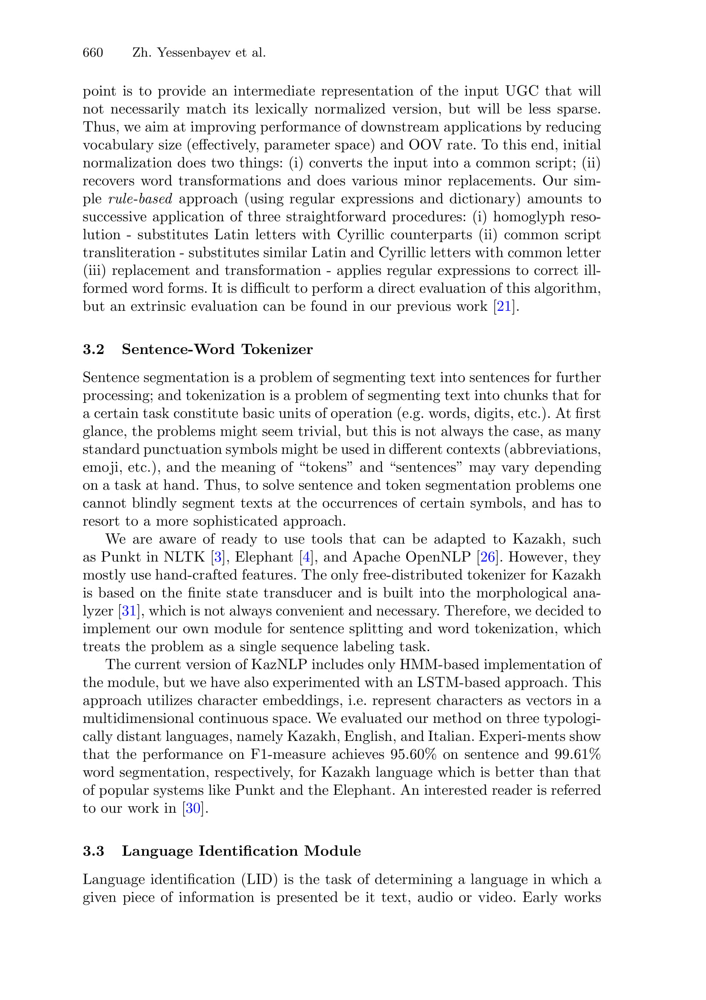 660 Zh. Yessenbayev et al.
point is to provide an intermediate representation of the input UGC that will
not necessarily match its lexically normalized version, but will be less sparse.
Thus, we aim at improving performance of downstream applications by reducing
vocabulary size (effectively, parameter space) and OOV rate. To this end, initial
normalization does two things: (i) converts the input into a common script; (ii)
recovers word transformations and does various minor replacements. Our sim-
ple rule-based approach (using regular expressions and dictionary) amounts to
successive application of three straightforward procedures: (i) homoglyph reso-
lution - substitutes Latin letters with Cyrillic counterparts (ii) common script
transliteration - substitutes similar Latin and Cyrillic letters with common letter
(iii) replacement and transformation - applies regular expressions to correct ill-
formed word forms. It is difficult to perform a direct evaluation of this algorithm,
but an extrinsic evaluation can be found in our previous work [21].
3.2 Sentence-Word Tokenizer
Sentence segmentation is a problem of segmenting text into sentences for further
processing; and tokenization is a problem of segmenting text into chunks that for
a certain task constitute basic units of operation (e.g. words, digits, etc.). At first
glance, the problems might seem trivial, but this is not always the case, as many
standard punctuation symbols might be used in different contexts (abbreviations,
emoji, etc.), and the meaning of “tokens” and “sentences” may vary depending
on a task at hand. Thus, to solve sentence and token segmentation problems one
cannot blindly segment texts at the occurrences of certain symbols, and has to
resort to a more sophisticated approach.
We are aware of ready to use tools that can be adapted to Kazakh, such
as Punkt in NLTK [3], Elephant [4], and Apache OpenNLP [26]. However, they
mostly use hand-crafted features. The only free-distributed tokenizer for Kazakh
is based on the finite state transducer and is built into the morphological ana-
lyzer [31], which is not always convenient and necessary. Therefore, we decided to
implement our own module for sentence splitting and word tokenization, which
treats the problem as a single sequence labeling task.
The current version of KazNLP includes only HMM-based implementation of
the module, but we have also experimented with an LSTM-based approach. This
approach utilizes character embeddings, i.e. represent characters as vectors in a
multidimensional continuous space. We evaluated our method on three typologi-
cally distant languages, namely Kazakh, English, and Italian. Experi-ments show
that the performance on F1-measure achieves 95.60% on sentence and 99.61%
word segmentation, respectively, for Kazakh language which is better than that
of popular systems like Punkt and the Elephant. An interested reader is referred
to our work in [30].
3.3 Language Identification Module
Language identification (LID) is the task of determining a language in which a
given piece of information is presented be it text, audio or video. Early works